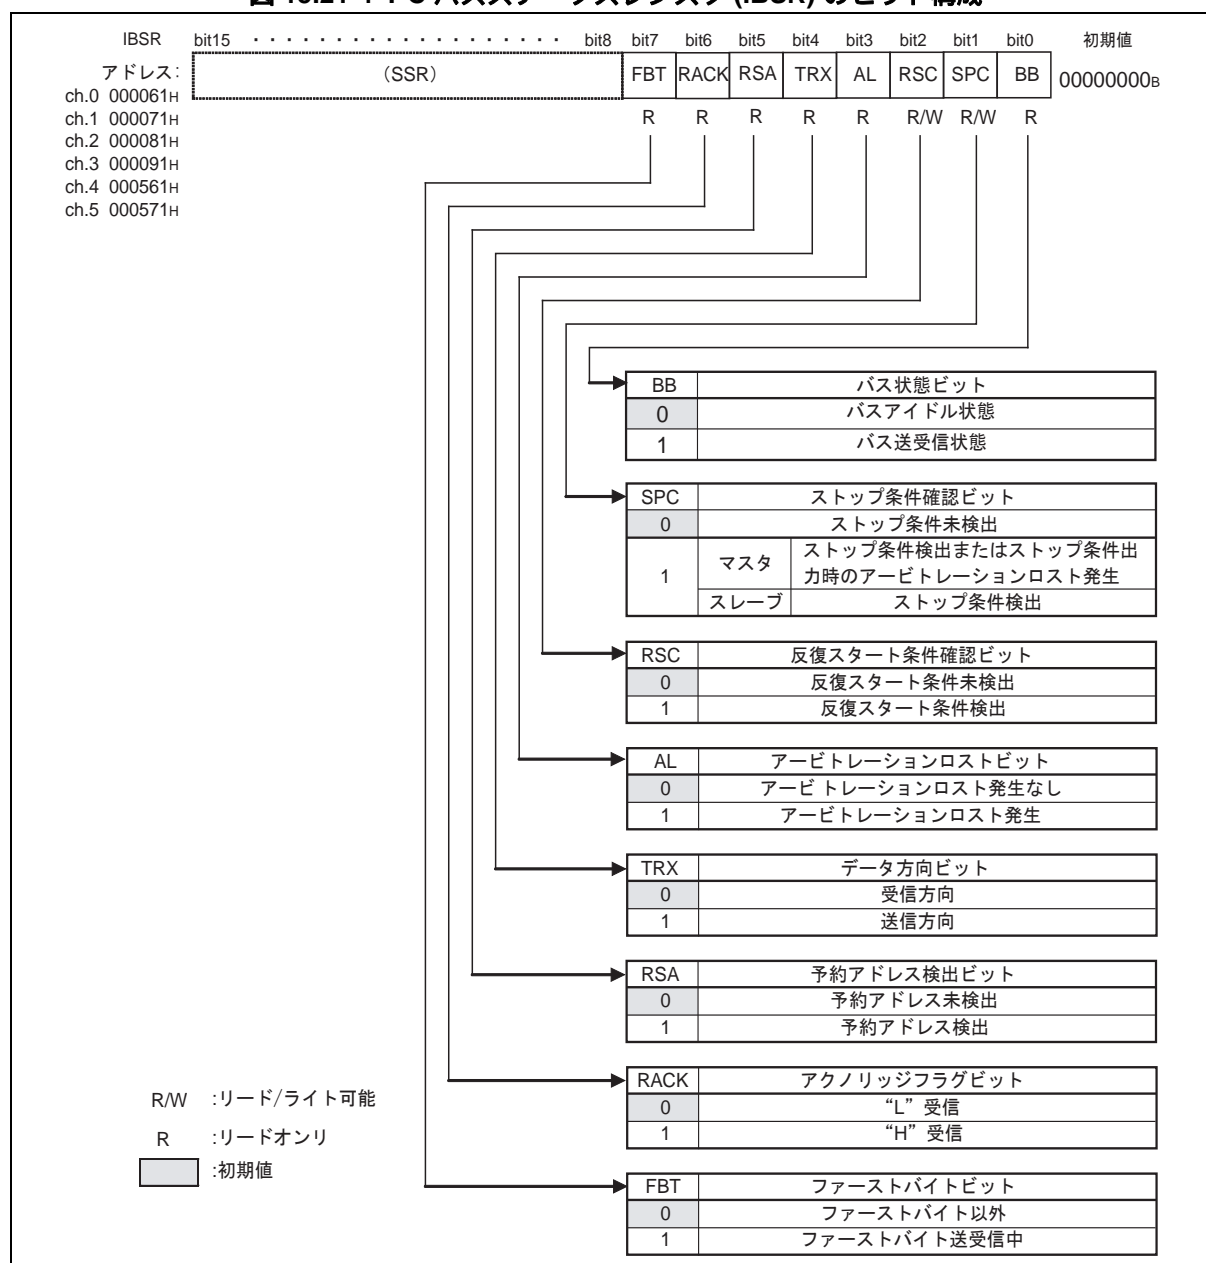 IBSR bit15 ・・・・・・・・・・・・・・・・・・・ bit8 bit7 bit6 bit5 bit4 bit3 bit2 bit1 bit0 初期値
アドレス: (SSR) FBT RACK RSA TRX AL RSC SPC BB 00000000B
ch.0 000061H
ch.1 000071H R R R R R R/W R/W R
ch.2 000081H
ch.3 000091H
ch.4 000561H
ch.5 000571H
BB バス状態ビット
0 バスアイドル状態
1 バス送受信状態
SPC ストップ条件確認ビット
0 ストップ条件未検出
1 マスタ ストップ条件検出またはストップ条件出
力時のアービトレーションロスト発生
スレーブ ストップ条件検出
RSC 反復スタート条件確認ビット
0 反復スタート条件未検出
1 反復スタート条件検出
AL アービトレーションロストビット
0 アービ トレーションロスト発生なし
1 アービトレーションロスト発生
TRX データ方向ビット
0 受信方向
1 送信方向
RSA 予約アドレス検出ビット
0 予約アドレス未検出
1 予約アドレス検出
RACK アクノリッジフラグビット
0 “L”受信
1 “H”受信
FBT ファーストバイトビット
0 ファーストバイト以外
1 ファーストバイト送受信中
R/W :リード/ライト可能
R :リードオンリ
:初期値